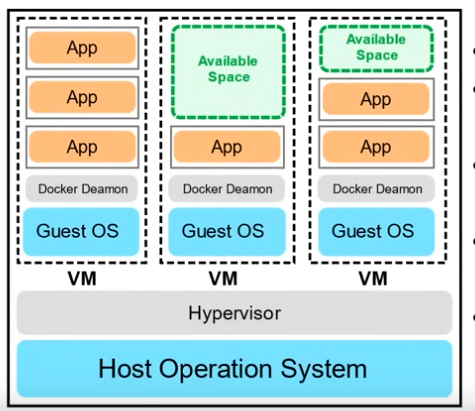 App
App
App
Docker Deamon
Guest OS
VM
Available
Space
App
Docker Deamon
Guest OS
VM
Available
Space
App
App
Docker Deamon
Guest OS
VM
Hypervisor
Host Operation System